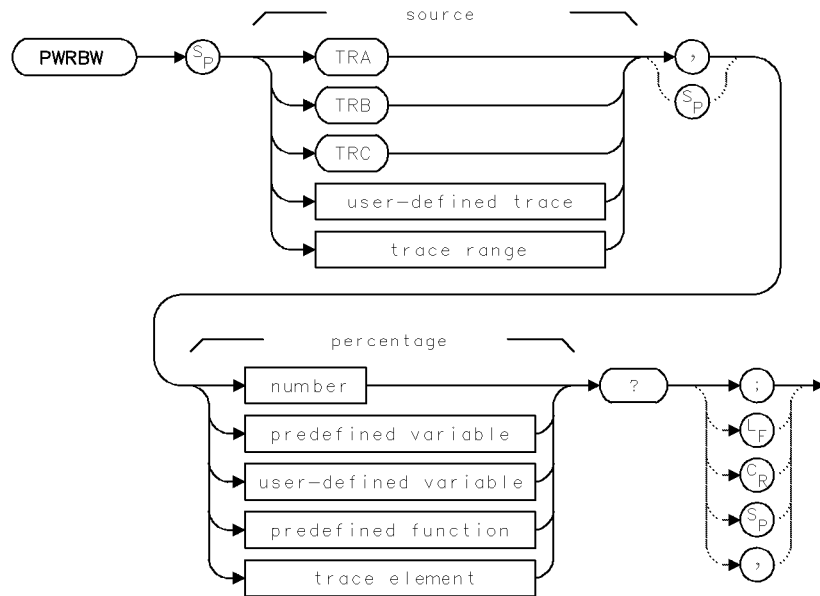 source
PWRBW SP TRA ,
TRB SP
TRC
user-defined trace
trace range
percentage
number ? ;
predefined variable LF
user-defined variable CR
predefined function SP
trace element ,